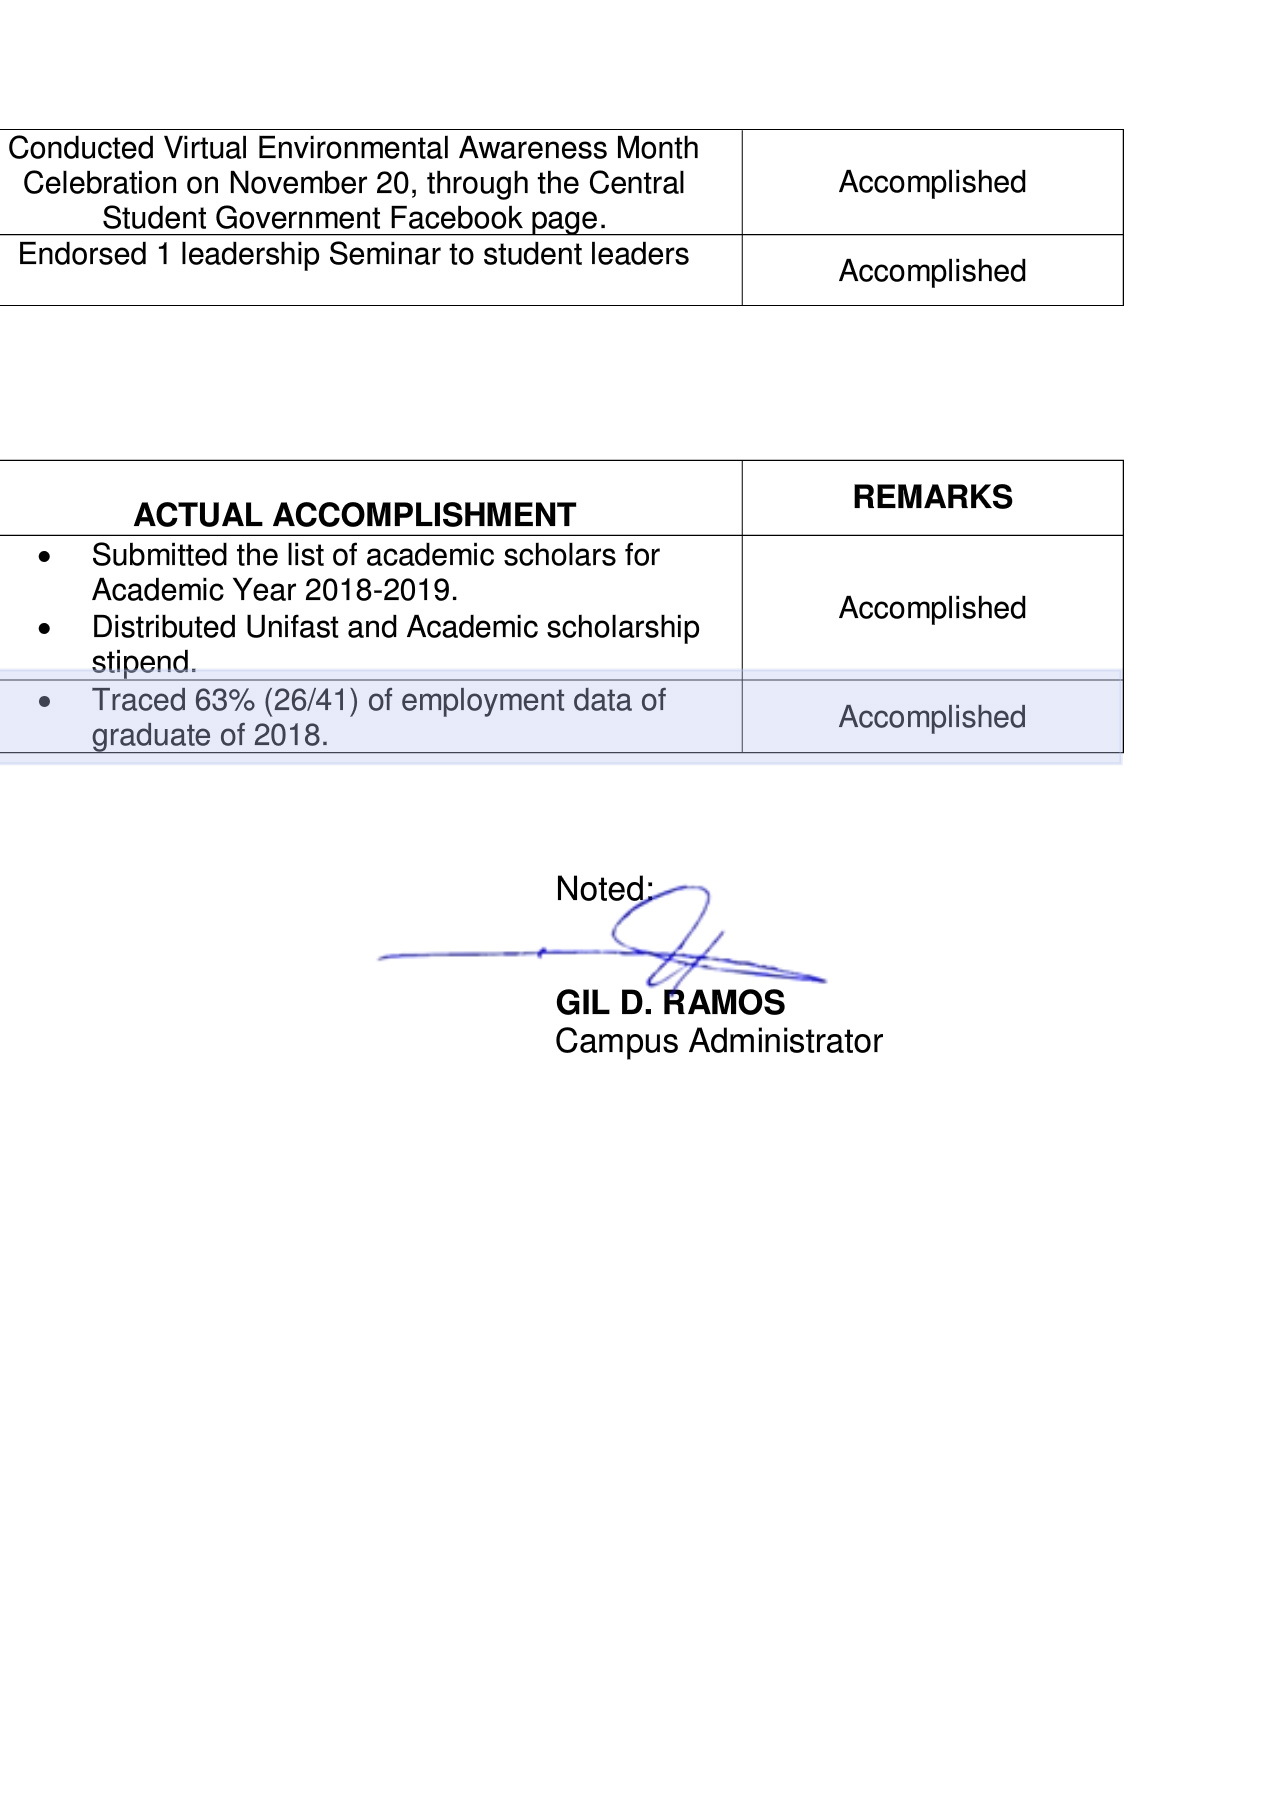 Conducted Virtual Environmental Awareness Month
Celebration on November 20, through the Central
Student Government Facebook page.
Accomplished
Endorsed 1 leadership Seminar to student leaders
Accomplished
ACTUAL ACCOMPLISHMENT
REMARKS
• Submitted the list of academic scholars for
Academic Year 2018-2019.
• Distributed Unifast and Academic scholarship
stipend.
Accomplished
• Traced 63% (26/41) of employment data of
graduate of 2018.
Accomplished
Noted:
GIL D. RAMOS
Campus Administrator